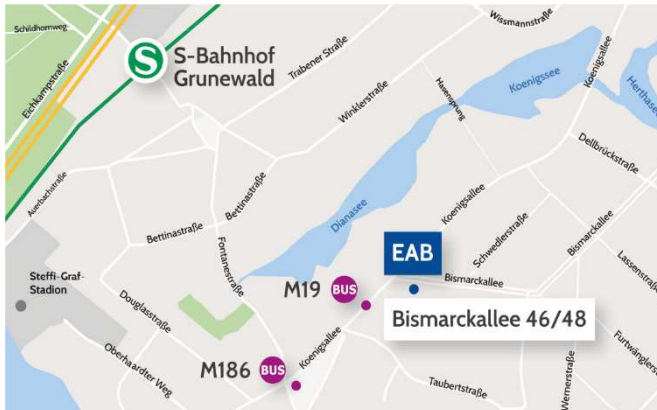 Schildhornweg
Eichkampstraße
S
S-Bahnhof
Grunewald
Wissmannstraße
Trabener Straße
Koenigssee
Koenigsallee
Herthasee
Winklerstraße
Hasensprung
Dellbrückstraße
Auerbachstraße
Dianasee
Koenigsallee
Bettinastraße
Bettinastraße
Fontanestraße
Schwedlerstraße
Bismarckallee
Lassenstraße
EAB
Bismarckallee
Steffi-Graf-
Stadion
M19
BUS
Bismarckallee 46/48
Douglasstraße
Oberhaardter Weg
Koenigsallee
M186
BUS
Taubertstraße
Wernerstraße